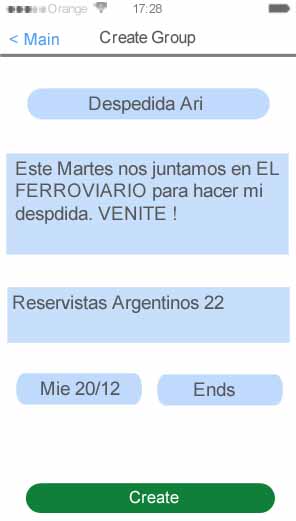 Orange 17:28
< Main Create Group
Despedida Ari
Este Martes nos juntamos en EL
FERROVIARIO para hacer mi
despdida. VENITE !
Reservistas Argentinos 22
Mie 20/12 Ends
Create